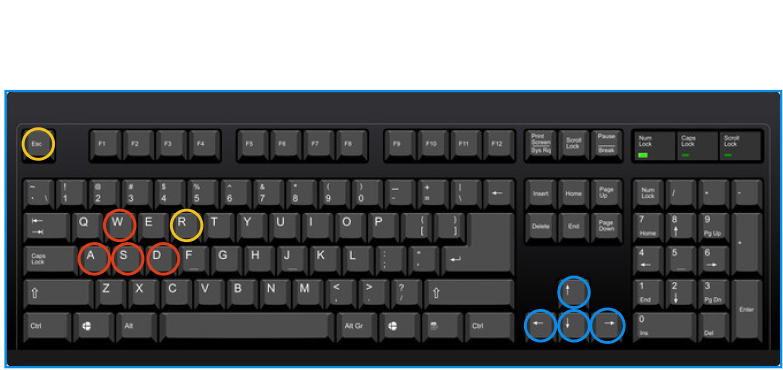 Esc F1 F2 F3 F4 F5 F6 F7 F8 F9 F10 F11 F12 Print Screen Sys Rq Scroll Lock Pause Break Num Lock Caps Lock Scroll Lock
~ ! 1 @ 2 # 3 $ 4 % 5 ^ 6 & 7 * 8 ( 9 ) 0 — - + = | \ ← Insert Home Page Up Num Lock / * -
Q W E R T Y U I O P { [ } ] Delete End Page Down 7 Home 8 ↑ 9 Pg Up +
Caps Lock A S D F G H J K L : ; ← 4 ← 5 6 →
⇧ Z X C V B N M < , > . ? / ⇧ ↑ 1 End 2 ↓ 3 Pg Dn Enter
Ctrl Alt Alt Gr Ctrl ← ↓ → 0 Ins Del